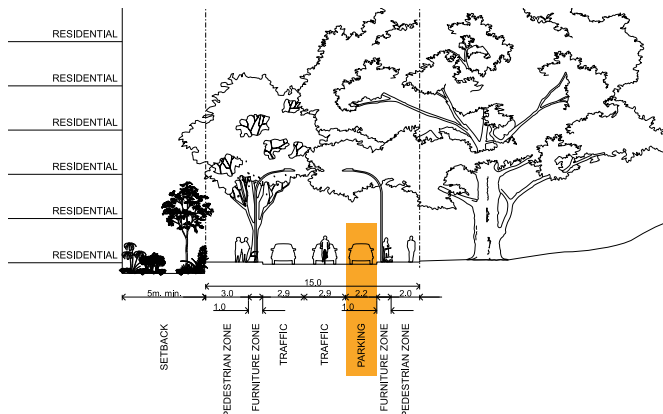 RESIDENTIAL
RESIDENTIAL
RESIDENTIAL
RESIDENTIAL
RESIDENTIAL
RESIDENTIAL
15.0
5m. min.
3.0
2.9
2.9
2.2
2.0
1.0
1.0
SETBACK
PEDESTRIAN ZONE
FURNITURE ZONE
TRAFFIC
TRAFFIC
PARKING
FURNITURE ZONE
PEDESTRIAN ZONE